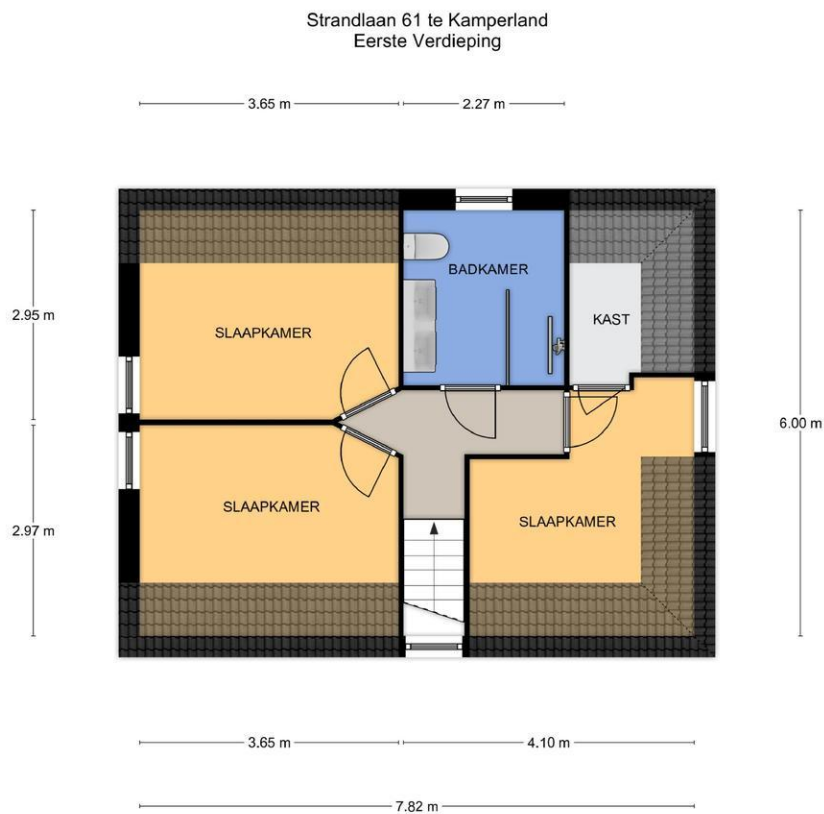 Strandlaan 61 te Kamperland
Eerste Verdieping
3.65 m
2.27 m
BADKAMER
2.95 m
KAST
SLAAPKAMER
6.00 m
SLAAPKAMER
SLAAPKAMER
2.97 m
3.65 m
4.10 m
7.82 m